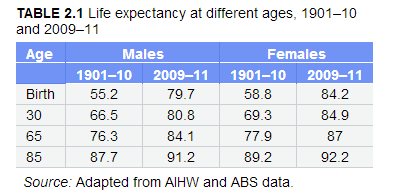 TABLE 2.1 Life expectancy at different ages, 1901–10
and 2009–11
Age Males Females
1901–10 2009–11 1901–10 2009–11
Birth 55.2 79.7 58.8 84.2
30 66.5 80.8 69.3 84.9
65 76.3 84.1 77.9 87
85 87.7 91.2 89.2 92.2
Source: Adapted from AIHW and ABS data.